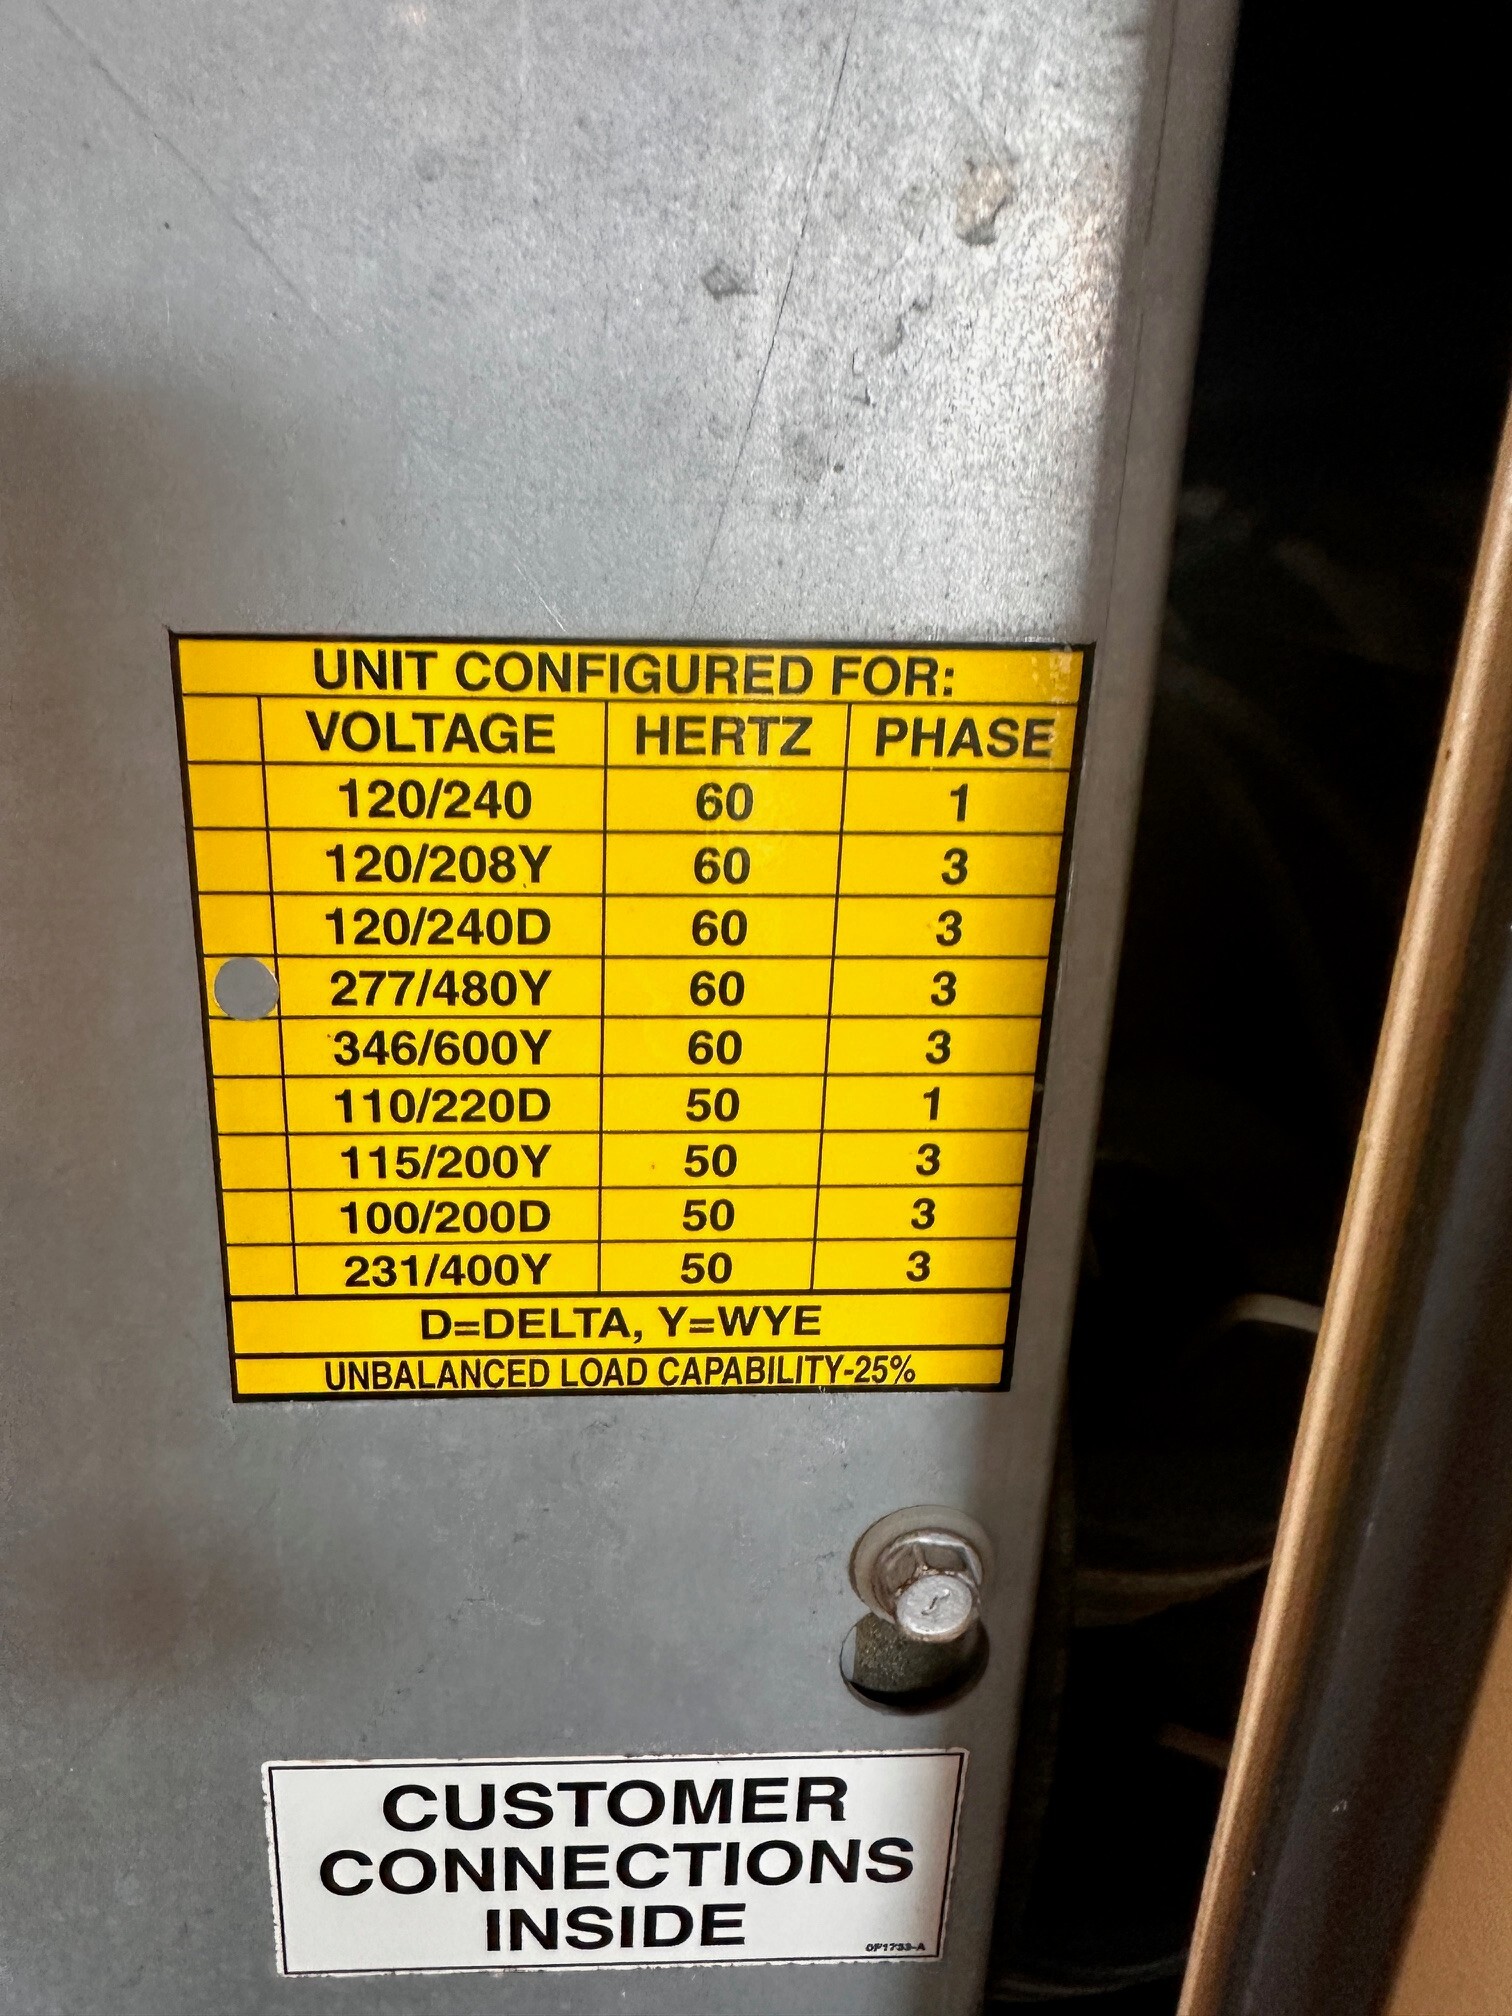 UNIT CONFIGURED FOR:
VOLTAGE HERTZ PHASE
120/240 60 1
120/208Y 60 3
120/240D 60 3
277/480Y 60 3
346/600Y 60 3
110/220D 50 1
115/200Y 50 3
100/200D 50 3
231/400Y 50 3
D=DELTA, Y=WYE
UNBALANCED LOAD CAPABILITY-25%
CUSTOMER
CONNECTIONS
INSIDE
0F1733-A